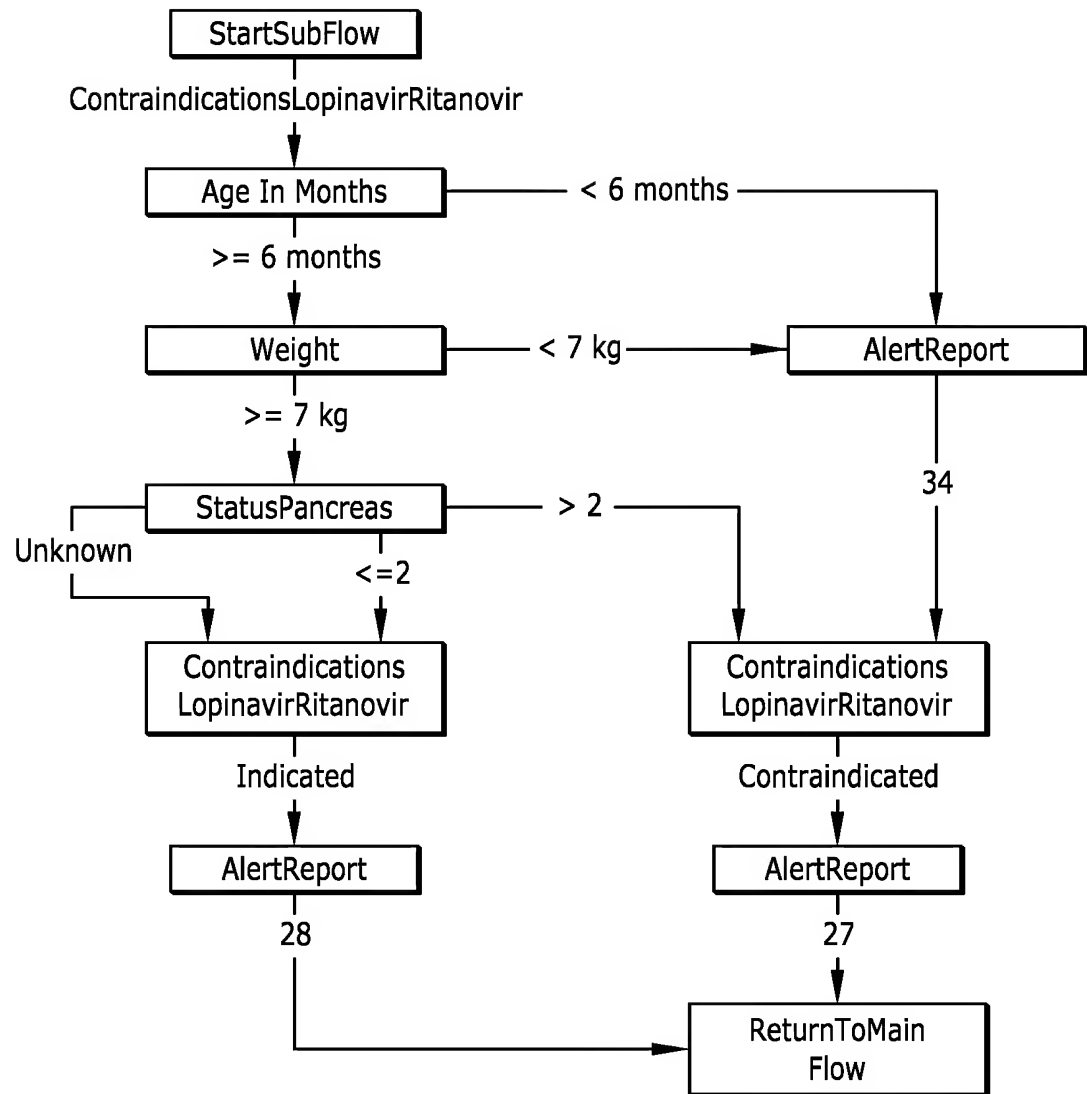 StartSubFlow
ContraindicationsLopinavirRitanovir
Age In Months
< 6 months
>= 6 months
Weight
< 7 kg
AlertReport
>= 7 kg
34
StatusPancreas
> 2
Unknown
<=2
Contraindications
LopinavirRitanovir
Contraindications
LopinavirRitanovir
Indicated
Contraindicated
AlertReport
AlertReport
28
27
ReturnToMain
Flow